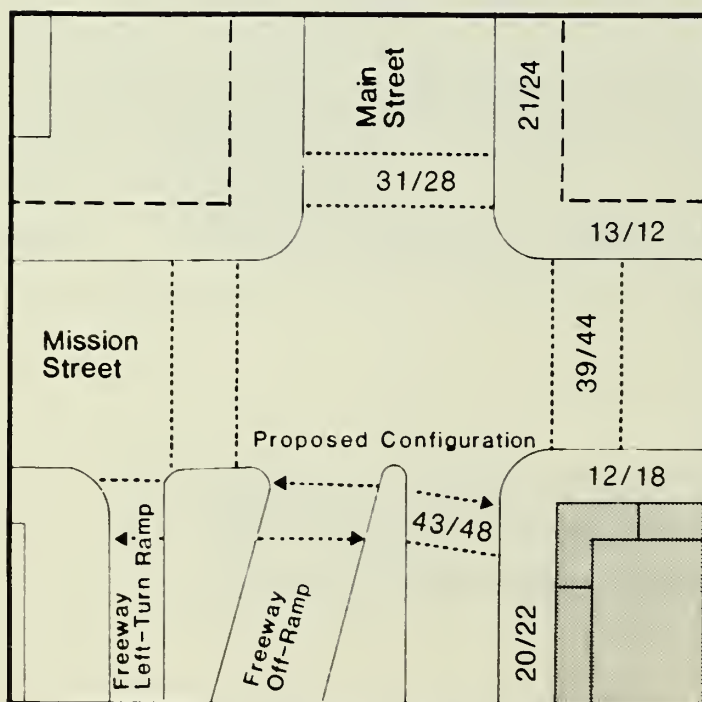 Main
Street
21/24
31/28
13/12
Mission
Street
39/44
Proposed Configuration
12/18
43/48
Freeway
Left-Turn Ramp
Freeway
Off-Ramp
20/22